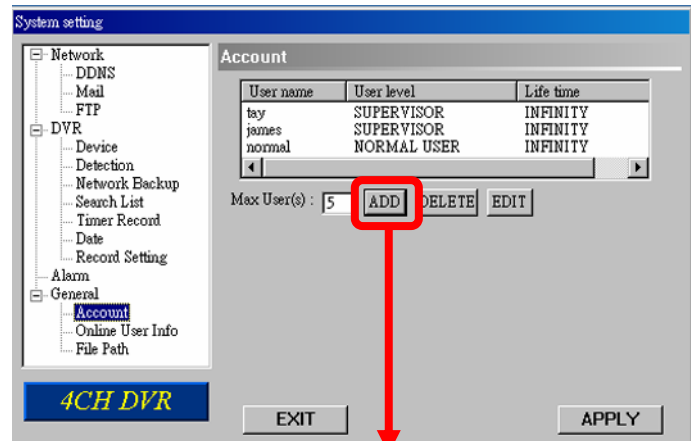 System setting
Network
DDNS
Mail
FTP
DVR
Device
Detection
Network Backup
Search List
Timer Record
Date
Record Setting
Alarm
General
Account
Online User Info
File Path
4CH DVR
Account
User name User level Life time
tay SUPERVISOR INFINITY
james SUPERVISOR INFINITY
normal NORMAL USER INFINITY
Max User(s) : 5 ADD DELETE EDIT
EXIT APPLY